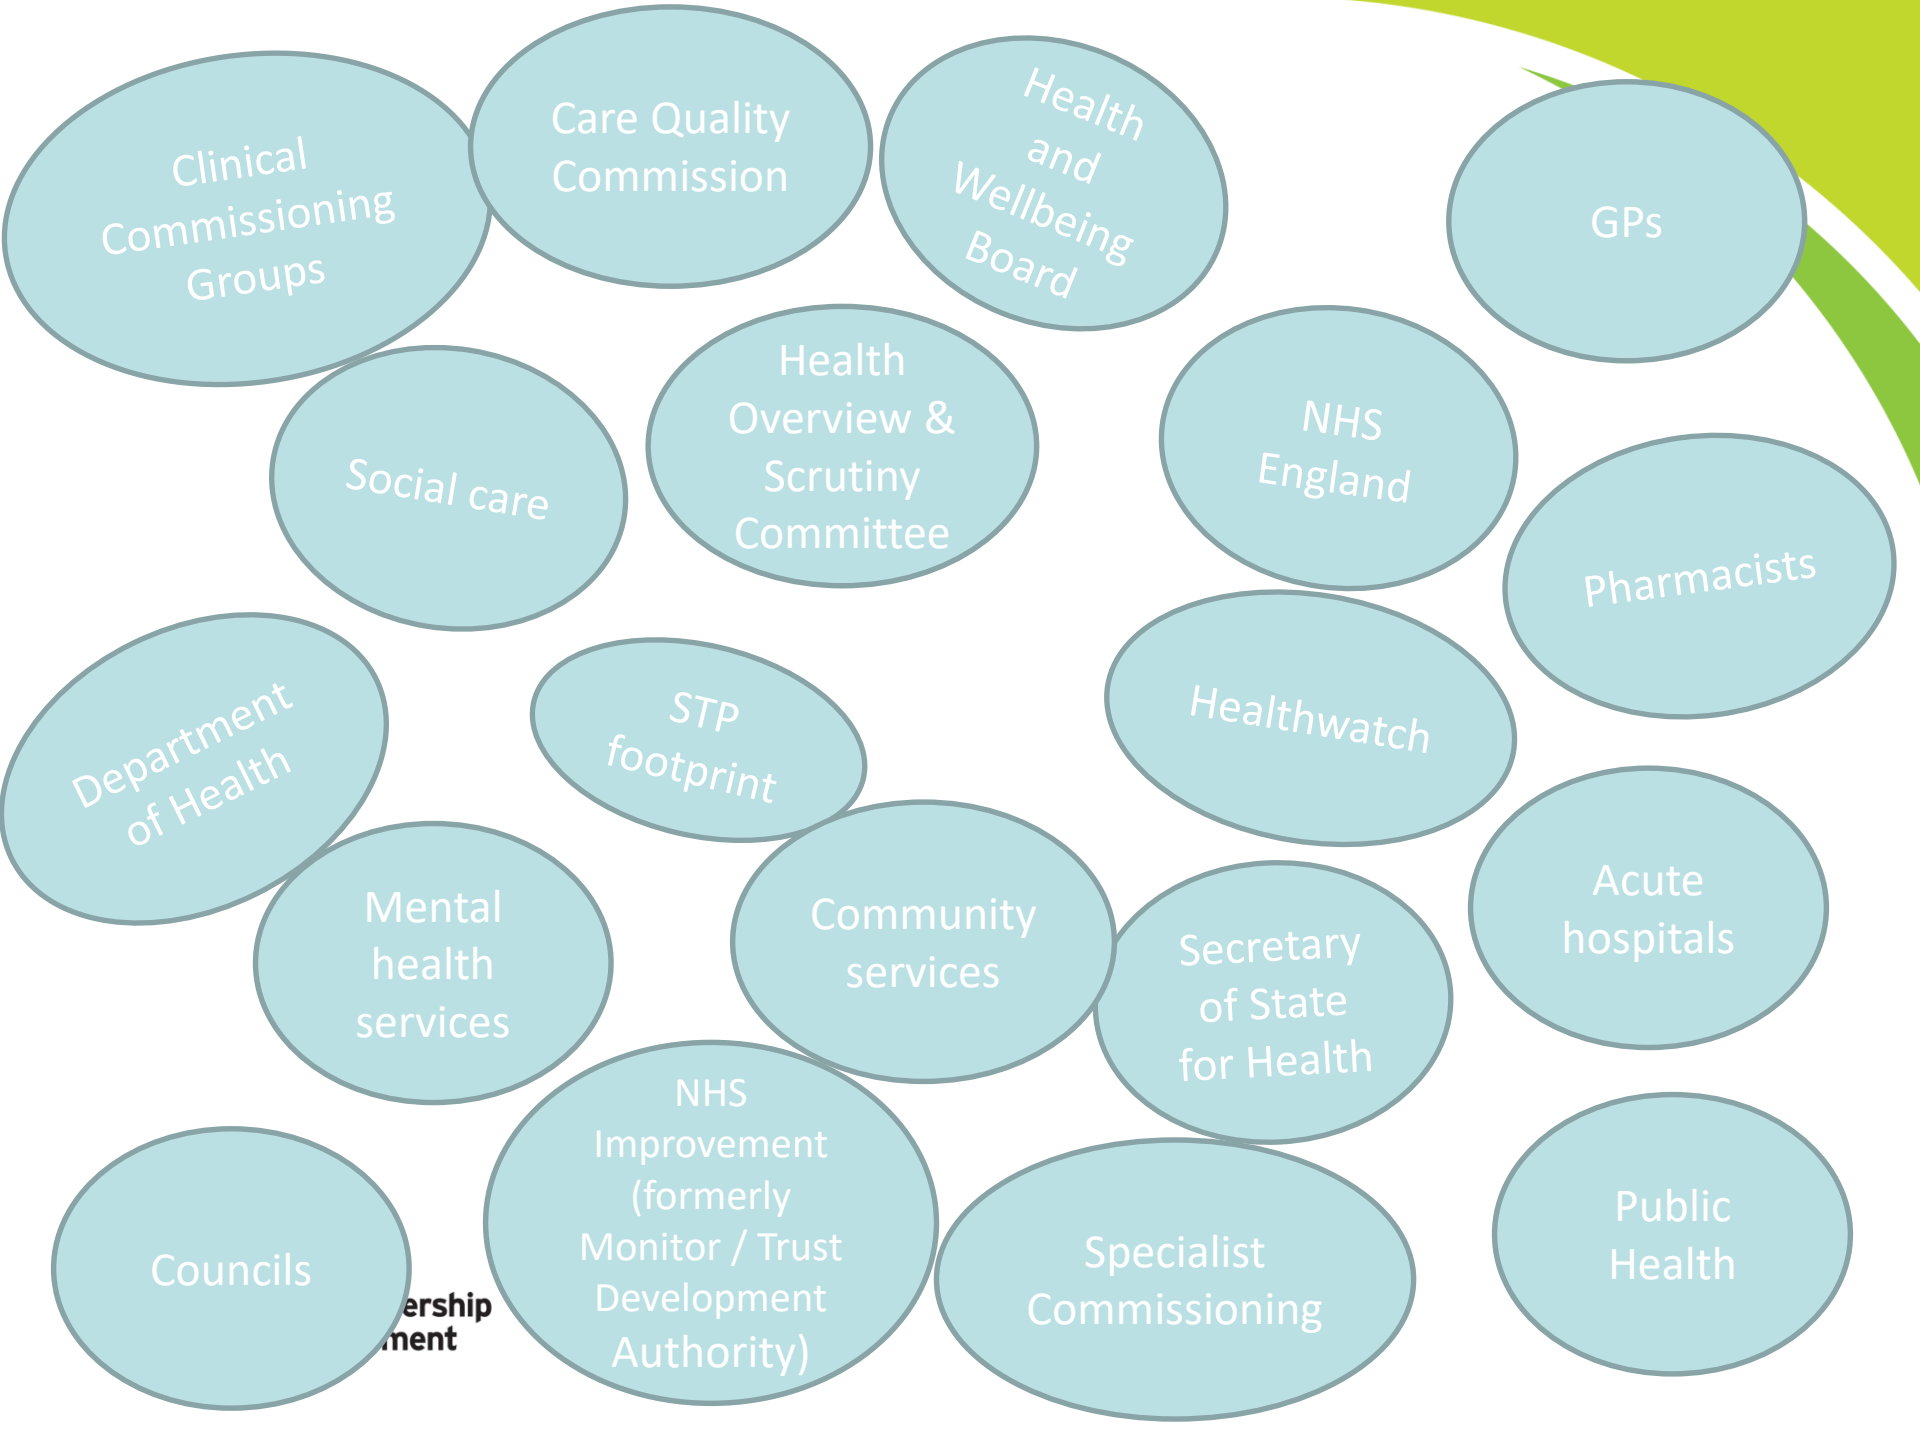 Clinical
Commissioning
Groups
Care Quality
Commission
Health
and
Wellbeing
Board
GPs
Social care
Health
Overview &
Scrutiny
Committee
NHS
England
Pharmacists
Department
of Health
STP
footprint
Healthwatch
Mental
health
services
Community
services
Secretary
of State
for Health
Acute
hospitals
Councils
ership
ment
NHS
Improvement
(formerly
Monitor / Trust
Development
Authority)
Specialist
Commissioning
Public
Health